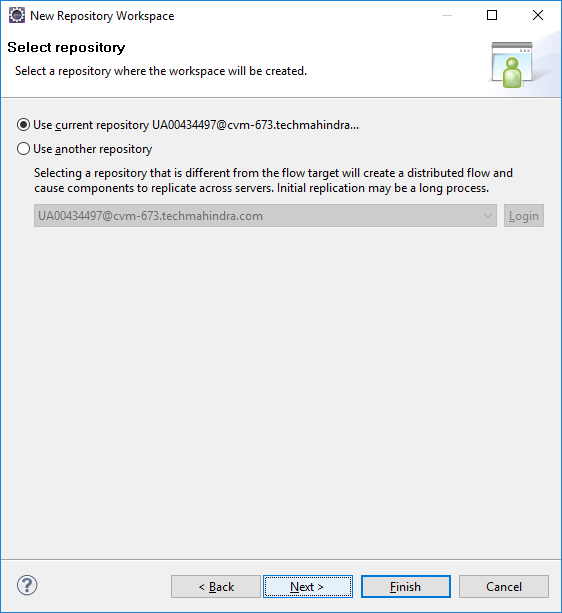 New Repository Workspace
Select repository
Select a repository where the workspace will be created.
Use current repository UA00434497@cvm-673.techmahindra...
Use another repository
Selecting a repository that is different from the flow target will create a distributed flow and
cause components to replicate across servers. Initial replication may be a long process.
UA00434497@cvm-673.techmahindra.com
Login
?
< Back
Next >
Finish
Cancel